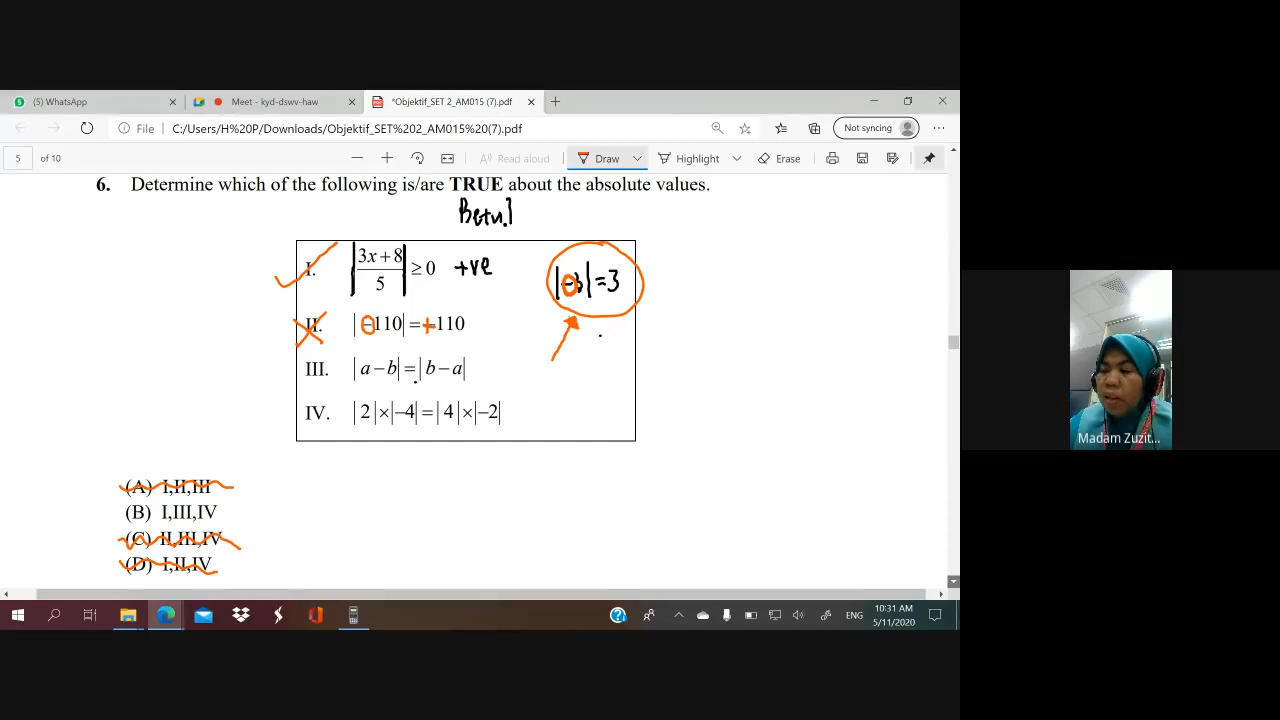 (5) WhatsApp
Meet - kyd-dswv-haw
*Objektif_SET 2_AM015 (7).pdf
File
C:/Users/H%20P/Downloads/Objektif_SET%202_AM015%20(7).pdf
Not syncing
5 of 10
Read aloud
Draw
Highlight
Erase
6. Determine which of the following is/are TRUE about the absolute values.
Betul
I. |3x + 8 / 5| ≥ 0 +ve
|-3| = 3
II. |-110| = -110
III. |a - b| = |b - a|
IV. |2|×|-4| = |4|×|-2|
(A) I,II,III
(B) I,III,IV
(C) II,III,IV
(D) I,II,IV
Madam Zuzit...
ENG
10:31 AM
5/11/2020